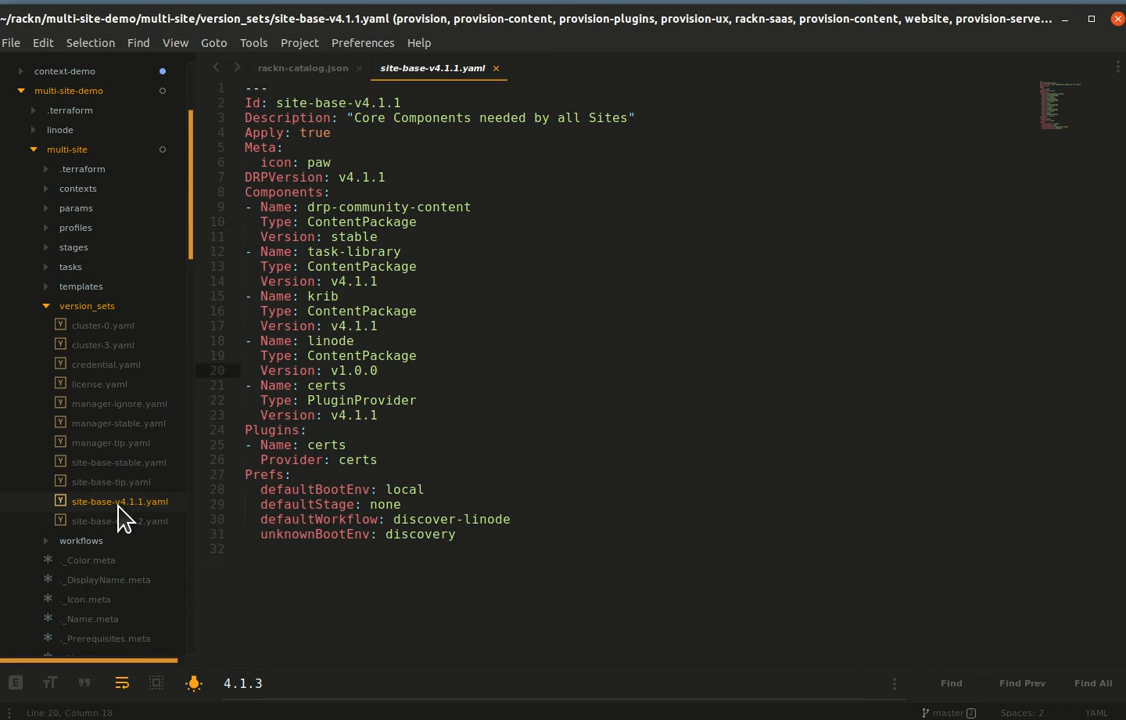 ~/rackn/multi-site-demo/multi-site/version_sets/site-base-v4.1.1.yaml (provision, provision-content, provision-plugins, provision-ux, rackn-saas, provision-content, website, provision-serve...
File Edit Selection Find View Goto Tools Project Preferences Help
context-demo
multi-site-demo
.terraform
linode
multi-site
.terraform
contexts
params
profiles
stages
tasks
templates
version_sets
cluster-0.yaml
cluster-3.yaml
credential.yaml
license.yaml
manager-ignore.yaml
manager-stable.yaml
manager-tip.yaml
site-base-stable.yaml
site-base-tip.yaml
site-base-v4.1.1.yaml
workflows
._Color.meta
._DisplayName.meta
._Icon.meta
._Name.meta
._Prerequisites.meta
rackn-catalog.json site-base-v4.1.1.yaml
1 ---
2 Id: site-base-v4.1.1
3 Description: "Core Components needed by all Sites"
4 Apply: true
5 Meta:
6 icon: paw
7 DRPVersion: v4.1.1
8 Components:
9 - Name: drp-community-content
10 Type: ContentPackage
11 Version: stable
12 - Name: task-library
13 Type: ContentPackage
14 Version: v4.1.1
15 - Name: krib
16 Type: ContentPackage
17 Version: v4.1.1
18 - Name: linode
19 Type: ContentPackage
20 Version: v1.0.0
21 - Name: certs
22 Type: PluginProvider
23 Version: v4.1.1
24 Plugins:
25 - Name: certs
26 Provider: certs
27 Prefs:
28 defaultBootEnv: local
29 defaultStage: none
30 defaultWorkflow: discover-linode
31 unknownBootEnv: discovery
32
4.1.3 Find Find Prev Find All
Line 20, Column 18 master 2 Spaces: 2 YAML